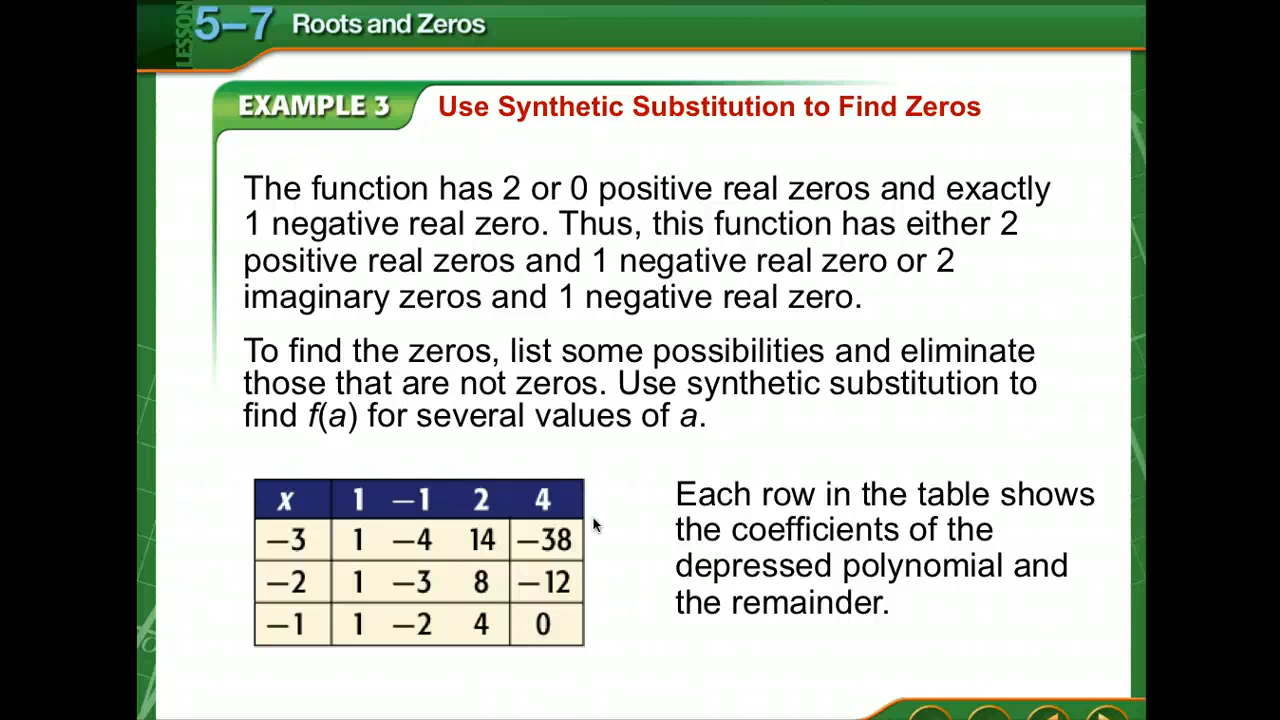 LESSON 5–7 Roots and Zeros
EXAMPLE 3 Use Synthetic Substitution to Find Zeros
The function has 2 or 0 positive real zeros and exactly
1 negative real zero. Thus, this function has either 2
positive real zeros and 1 negative real zero or 2
imaginary zeros and 1 negative real zero.
To find the zeros, list some possibilities and eliminate
those that are not zeros. Use synthetic substitution to
find f(a) for several values of a.
x 1 −1 2 4
−3 1 −4 14 −38
−2 1 −3 8 −12
−1 1 −2 4 0
Each row in the table shows
the coefficients of the
depressed polynomial and
the remainder.